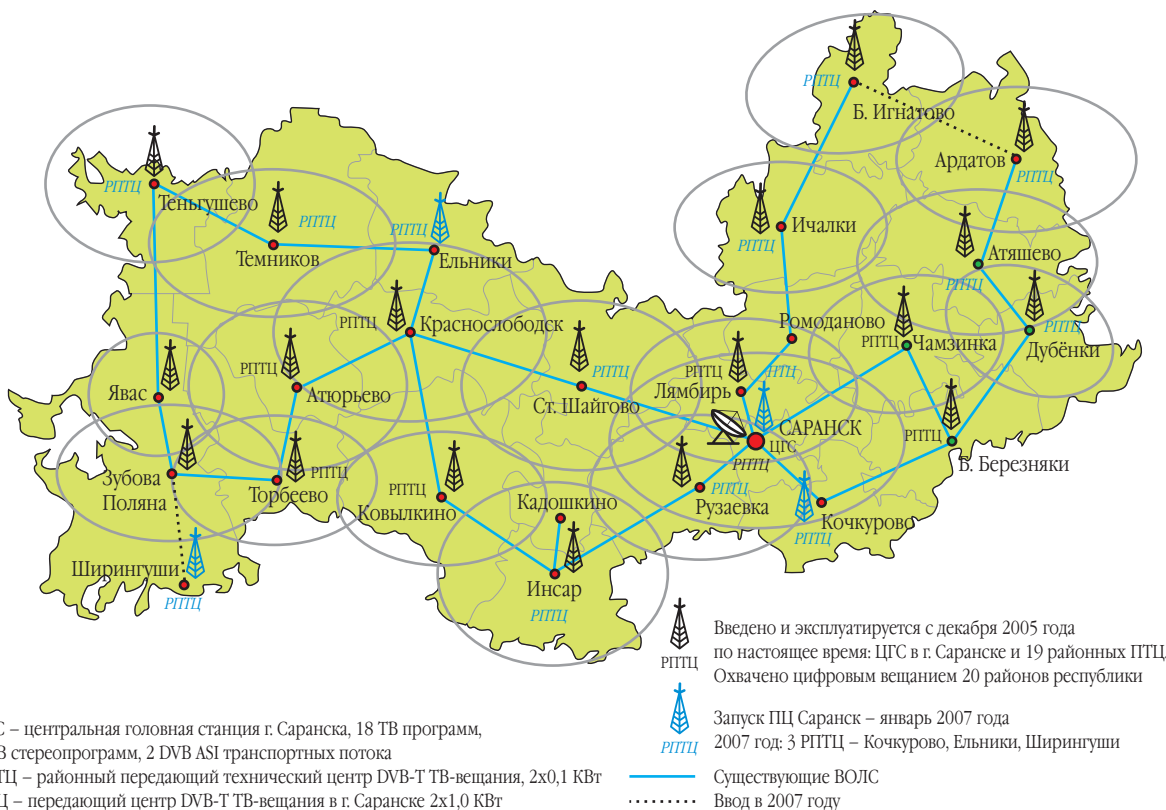 РПТЦ
Б. Игнатово
Ардатов
РПТЦ
РПТЦ
Теньгушево
РПТЦ
Темников
РПТЦ
Ельники
Ичалки
РПТЦ
Атяшево
РПТЦ
РПТЦ
Краснослободск
Ромоданово
РПТЦ
Чамзинка
РПТЦ
Дубёнки
РПТЦ
Атюрьево
Явас
РПТЦ
Ст. Шайгово
РПТЦ
Лямбирь
САРАНСК
ЦГС
РПТЦ
РПТЦ
Б. Березняки
Зубова
Поляна
РПТЦ
Торбеево
РПТЦ
Ковылкино
Кадошкино
РПТЦ
Рузаевка
Кочкурово
РПТЦ
Ширингуши
РПТЦ
Инсар
РПТЦ
РПТЦ
Введено и эксплуатируется с декабря 2005 года
по настоящее время: ЦГС в г. Саранске и 19 районных ПТЦ
Охвачено цифровым вещанием 20 районов республики
РПТЦ
Запуск ПЦ Саранск – январь 2007 года
2007 год: 3 РПТЦ – Кочкурово, Ельники, Ширингуши
Существующие ВОЛС
Ввод в 2007 году
С – центральная головная станция г. Саранска, 18 ТВ программ,
В стереопрограмм, 2 DVB ASI транспортных потока
ТЦ – районный передающий технический центр DVB-T ТВ-вещания, 2х0,1 КВт
Ц – передающий центр DVB-T ТВ-вещания в г. Саранске 2х1,0 КВт